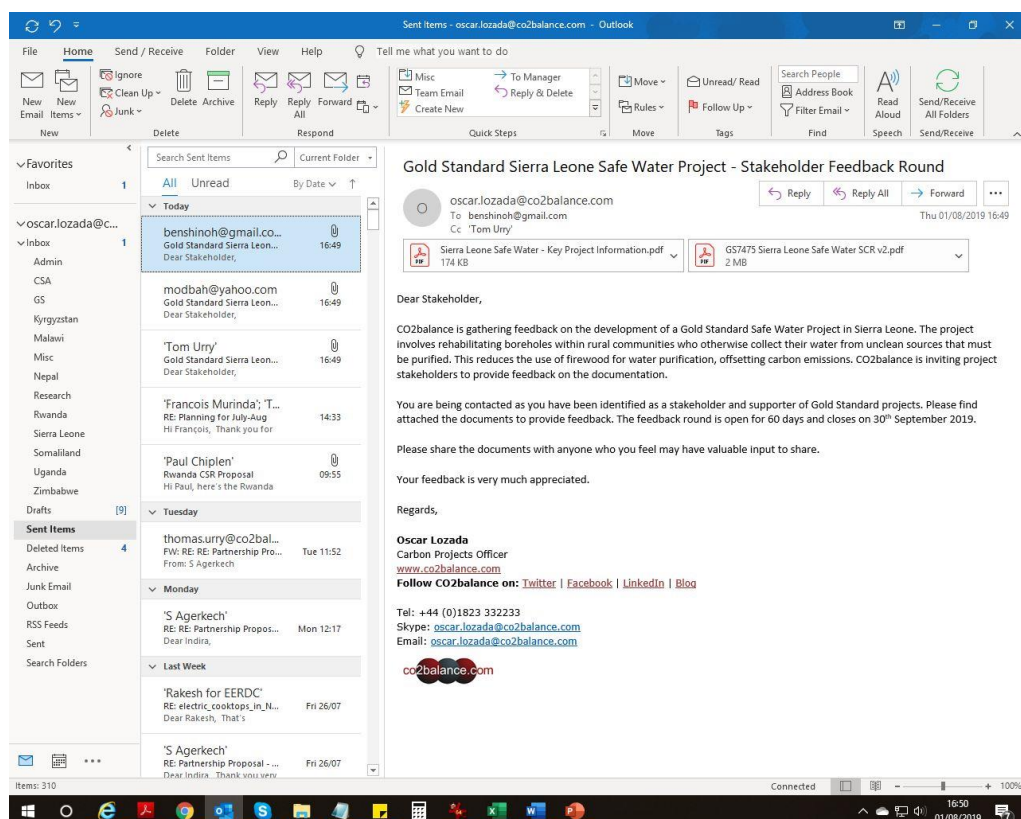 Sent Items - oscar.lozada@co2balance.com - Outlook
File Home Send / Receive Folder View Help Tell me what you want to do
New Email
New Items
Ignore
Clean Up
Junk
Delete Archive
Reply Reply All Forward
Misc To Manager
Team Email Reply & Delete
Create New
Move
Rules
Unread/ Read
Follow Up
Search People
Address Book
Filter Email
Read Aloud
Send/Receive All Folders
New Delete Respond Quick Steps Move Tags Find Speech Send/Receive
Favorites
Inbox 1
oscar.lozada@c...
Inbox 1
Admin
CSA
GS
Kyrgyzstan
Malawi
Misc
Nepal
Research
Rwanda
Sierra Leone
Somaliland
Uganda
Zimbabwe
Drafts [9]
Sent Items
Deleted Items 4
Archive
Junk Email
Outbox
RSS Feeds
Sent
Search Folders
Search Sent Items Current Folder
All Unread By Date
Today
benshinoh@gmail.co...
Gold Standard Sierra Leon... 16:49
Dear Stakeholder,
modbah@yahoo.com
Gold Standard Sierra Leon... 16:49
Dear Stakeholder,
'Tom Urry'
Gold Standard Sierra Leon... 16:49
Dear Stakeholder,
'Francois Murinda'; 'T...
RE: Planning for July-Aug 14:33
Hi François, Thank you for
'Paul Chiplen'
Rwanda CSR Proposal 09:55
Hi Paul, here's the Rwanda
Tuesday
thomas.urry@co2bal...
FW: RE: RE: Partnership Pro... Tue 11:52
From: S Agerkech
Monday
'S Agerkech'
RE: RE: Partnership Propos... Mon 12:17
Dear Indira,
Last Week
'Rakesh for EERDC'
RE: electric_cooktops_in_N... Fri 26/07
Dear Rakesh, That's
'S Agerkech'
RE: Partnership Proposal - ... Fri 26/07
Dear Indira Thank you very
Gold Standard Sierra Leone Safe Water Project - Stakeholder Feedback Round
O
oscar.lozada@co2balance.com
To benshinoh@gmail.com
Cc 'Tom Urry'
Reply Reply All Forward
Thu 01/08/2019 16:49
Sierra Leone Safe Water - Key Project Information.pdf
174 KB
GS7475 Sierra Leone Safe Water SCR v2.pdf
2 MB
Dear Stakeholder,
CO2balance is gathering feedback on the development of a Gold Standard Safe Water Project in Sierra Leone. The project
involves rehabilitating boreholes within rural communities who otherwise collect their water from unclean sources that must
be purified. This reduces the use of firewood for water purification, offsetting carbon emissions. CO2balance is inviting project
stakeholders to provide feedback on the documentation.
You are being contacted as you have been identified as a stakeholder and supporter of Gold Standard projects. Please find
attached the documents to provide feedback. The feedback round is open for 60 days and closes on 30th September 2019.
Please share the documents with anyone who you feel may have valuable input to share.
Your feedback is very much appreciated.
Regards,
Oscar Lozada
Carbon Projects Officer
www.co2balance.com
Follow CO2balance on: Twitter | Facebook | LinkedIn | Blog
Tel: +44 (0)1823 332233
Skype: oscar.lozada@co2balance.com
Email: oscar.lozada@co2balance.com
co2balance.com
Items: 310 Connected 100%
16:50
01/08/2019